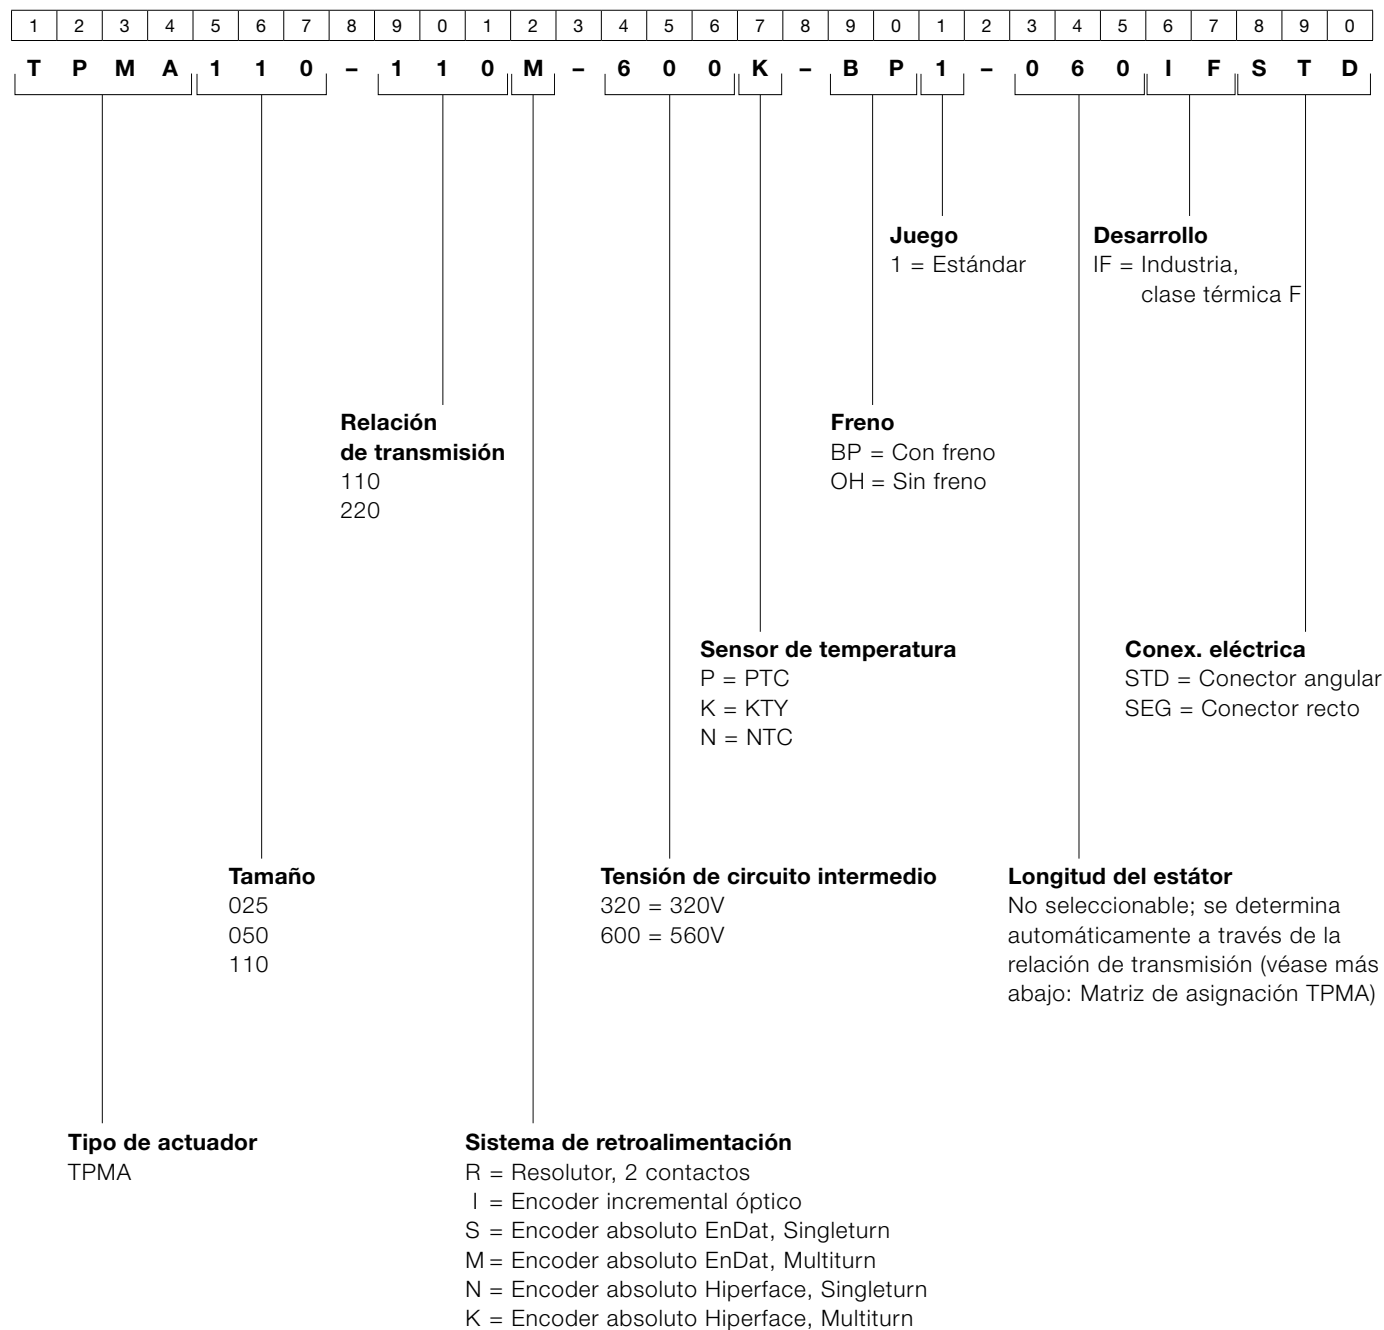 1 2 3 4 5 6 7 8 9 0 1 2 3 4 5 6 7 8 9 0 1 2 3 4 5 6 7 8 9 0
T P M A 1 1 0 – 1 1 0 M – 6 0 0 K – B P 1 – 0 6 0 I F S T D
Juego
1 = Estándar
Desarrollo
IF = Industria,
clase térmica F
Relación
de transmisión
110
220
Freno
BP = Con freno
OH = Sin freno
Sensor de temperatura
P = PTC
K = KTY
N = NTC
Conex. eléctrica
STD = Conector angular
SEG = Conector recto
Tamaño
025
050
110
Tensión de circuito intermedio
320 = 320V
600 = 560V
Longitud del estátor
No seleccionable; se determina
automáticamente a través de la
relación de transmisión (véase más
abajo: Matriz de asignación TPMA)
Tipo de actuador
TPMA
Sistema de retroalimentación
R = Resolutor, 2 contactos
I = Encoder incremental óptico
S = Encoder absoluto EnDat, Singleturn
M = Encoder absoluto EnDat, Multiturn
N = Encoder absoluto Hiperface, Singleturn
K = Encoder absoluto Hiperface, Multiturn